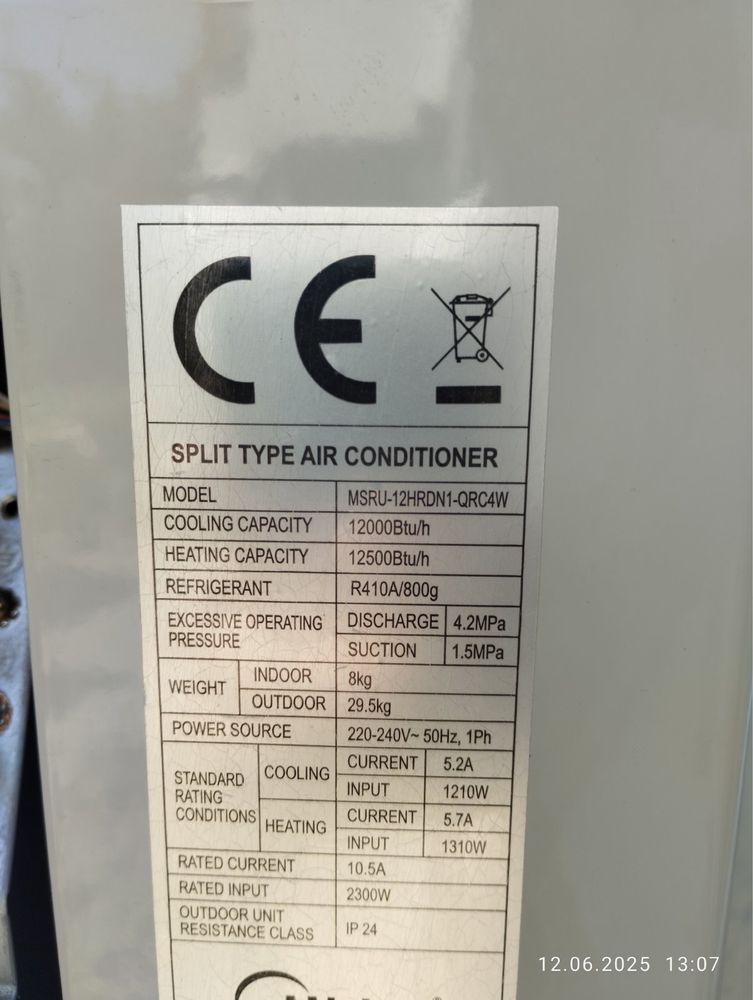 CE
SPLIT TYPE AIR CONDITIONER
MODEL MSRU-12HRDN1-QRC4W
COOLING CAPACITY 12000Btu/h
HEATING CAPACITY 12500Btu/h
REFRIGERANT R410A/800g
EXCESSIVE OPERATING PRESSURE DISCHARGE 4.2MPa
SUCTION 1.5MPa
WEIGHT INDOOR 8kg
OUTDOOR 29.5kg
POWER SOURCE 220-240V~ 50Hz, 1Ph
STANDARD RATING CONDITIONS COOLING CURRENT 5.2A
INPUT 1210W
HEATING CURRENT 5.7A
INPUT 1310W
RATED CURRENT 10.5A
RATED INPUT 2300W
OUTDOOR UNIT RESISTANCE CLASS IP 24
12.06.2025 13:07